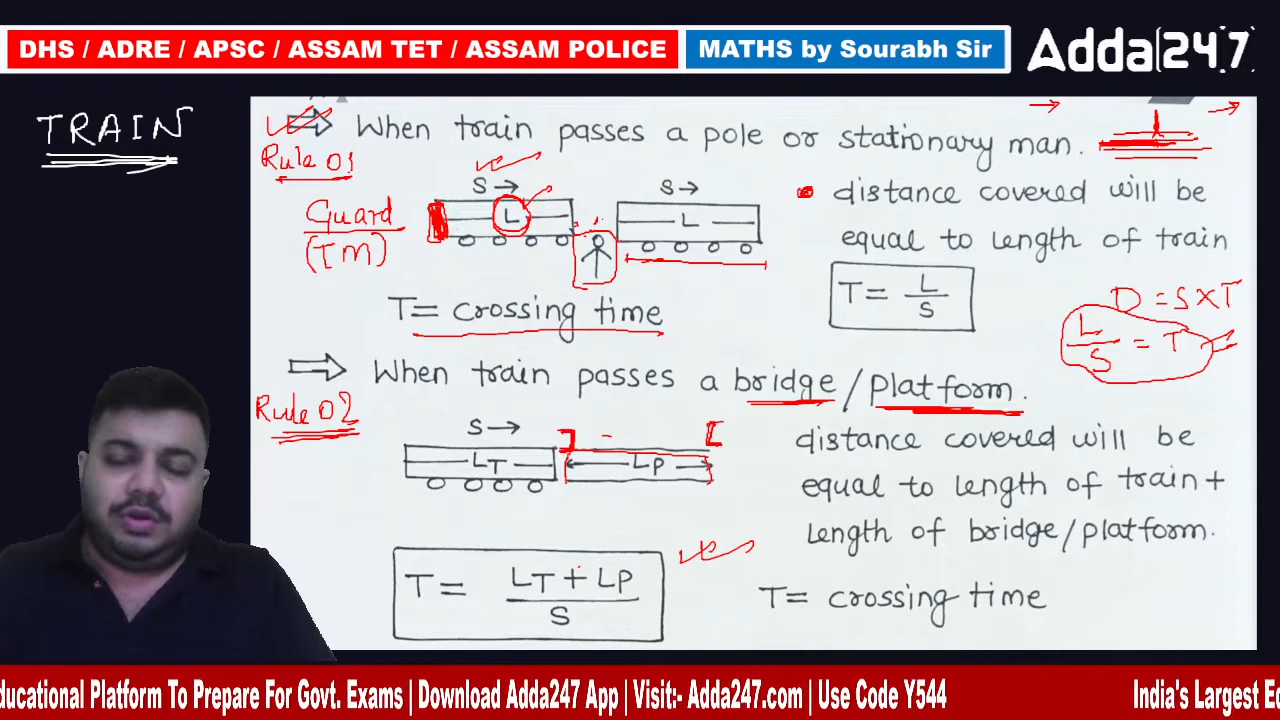 DHS / ADRE / APSC / ASSAM TET / ASSAM POLICE
MATHS by Sourabh Sir
Adda247
TRAIN
When train passes a pole or stationary man.
Rule 01
S→
S→
distance covered will be
Guard
(TM)
L
L
equal to length of train
T= crossing time
T= L/S
D = S×T
L/S = T
When train passes a bridge/platform.
Rule 02
S→
distance covered will be
LT
LP
equal to length of train+
length of bridge/platform.
T= LT+LP/S
T= crossing time
ducational Platform To Prepare For Govt. Exams | Download Adda247 App | Visit:- Adda247.com | Use Code Y544
India's Largest Ed